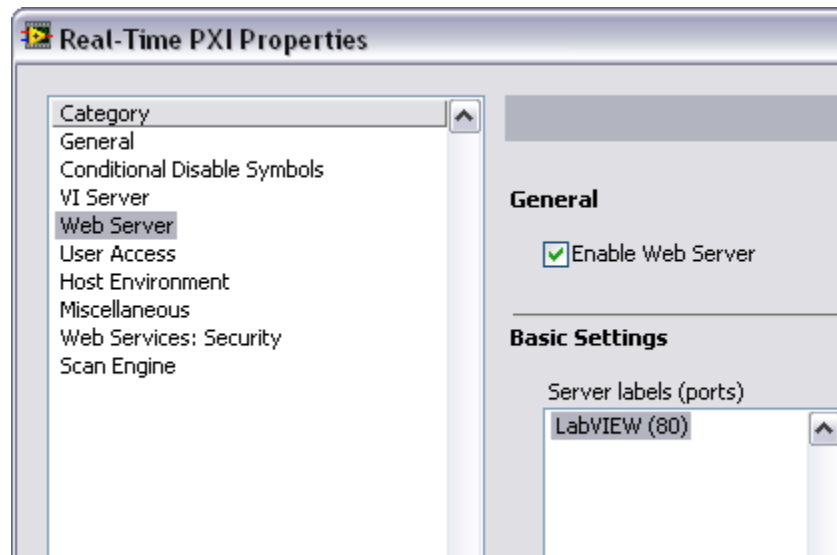 Real-Time PXI Properties
Category
General
Conditional Disable Symbols
VI Server
Web Server
User Access
Host Environment
Miscellaneous
Web Services: Security
Scan Engine
General
Enable Web Server
Basic Settings
Server labels (ports)
LabVIEW (80)